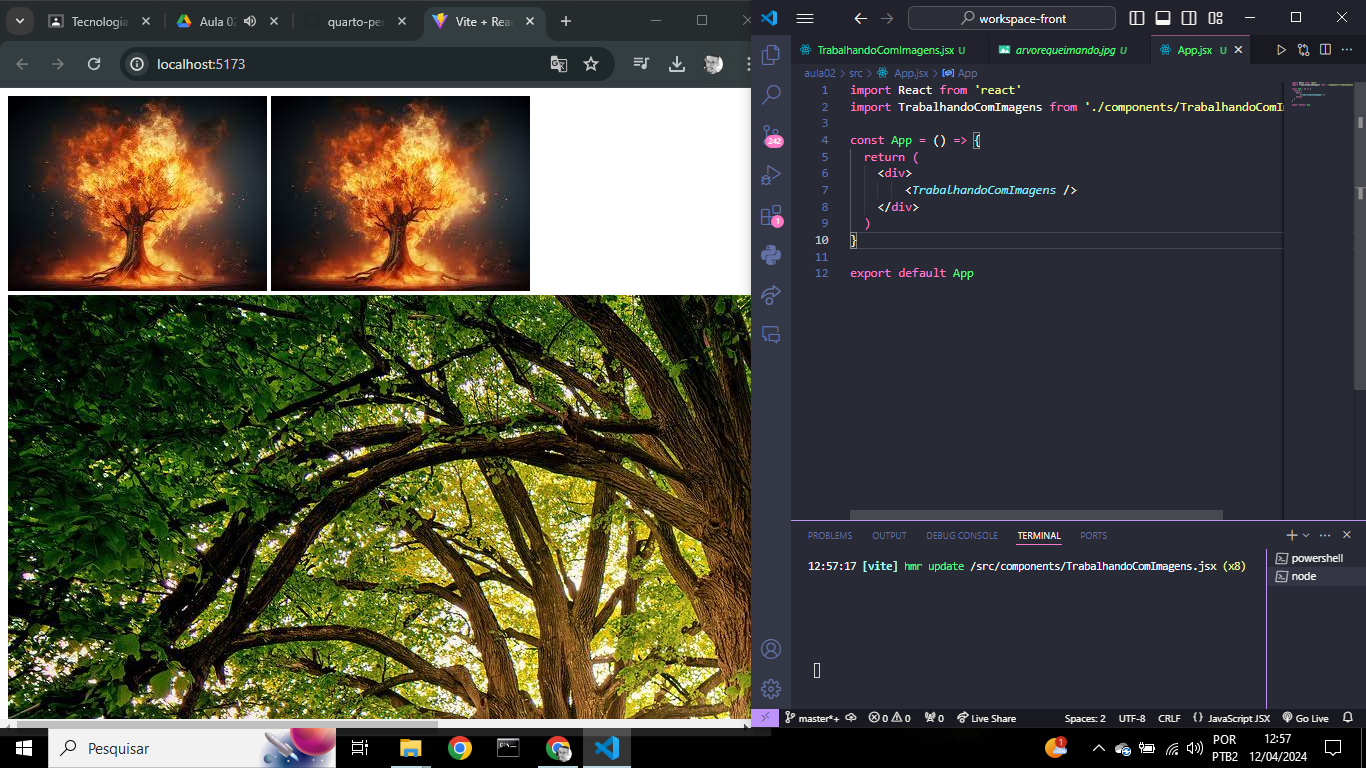 Tecnologia
Aula 02
quarto-per
Vite + Rea
localhost:5173
workspace-front
TrabalhandoComImagens.jsx U
arvorequeimando.jpg U
App.jsx U
aula02 > src > App.jsx > App
1 import React from 'react'
2 import TrabalhandoComImagens from './components/TrabalhandoComI
3
4 const App = () => {
5 return (
6 <div>
7 <TrabalhandoComImagens />
8 </div>
9 )
10 }
11
12 export default App
242
1
PROBLEMS OUTPUT DEBUG CONSOLE TERMINAL PORTS
12:57:17 [vite] hmr update /src/components/TrabalhandoComImagens.jsx (x8)
powershell
node
master*+ 0 0 0 Live Share Spaces: 2 UTF-8 CRLF JavaScript JSX Go Live
Pesquisar
1
POR
PTB2
12:57
12/04/2024